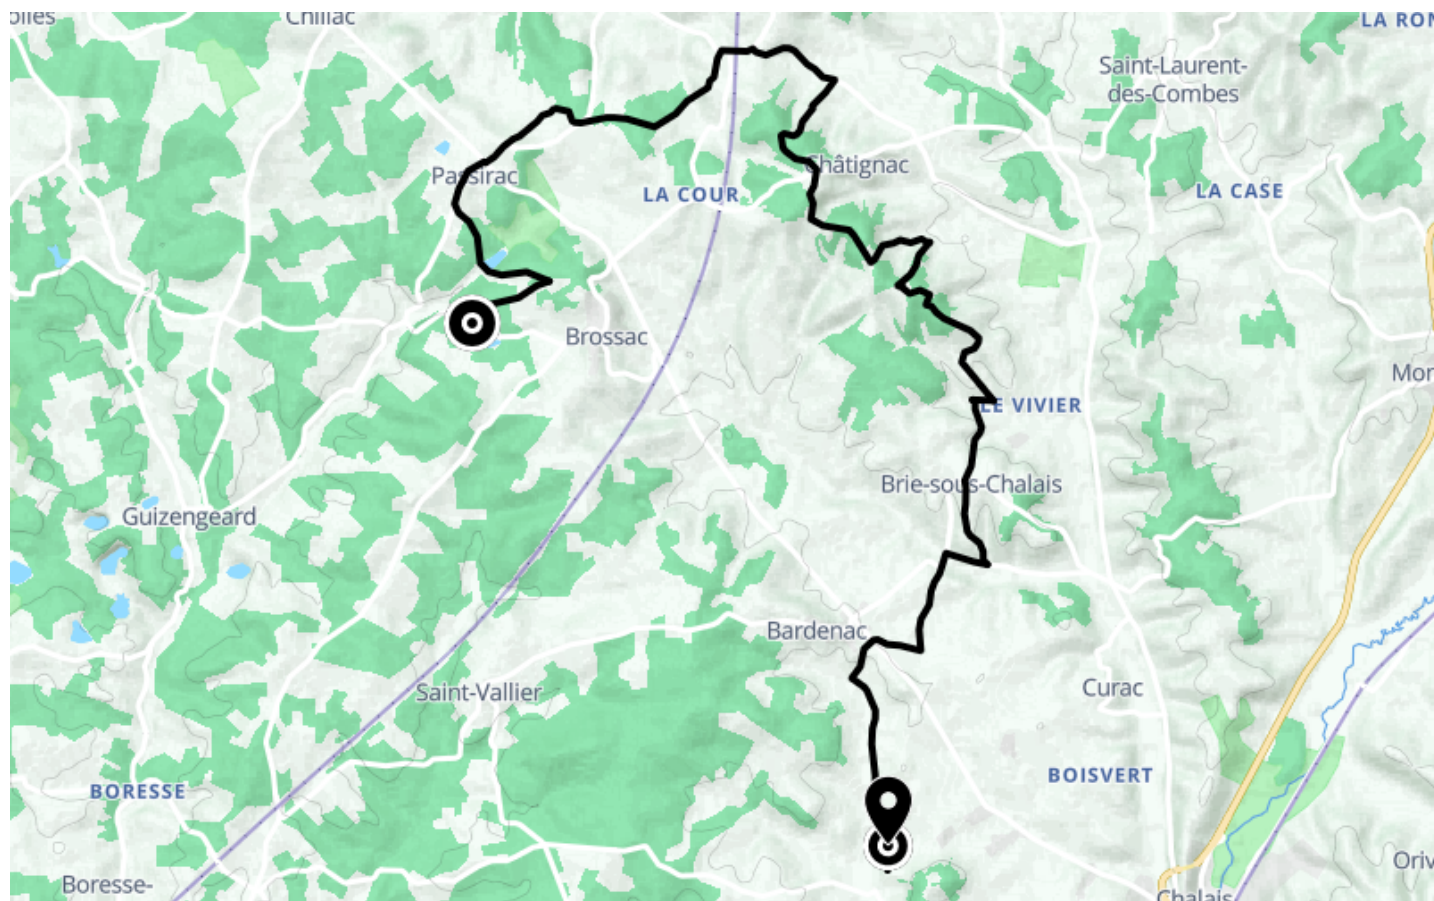 Chillac
LA RON
Saint-Laurent-
des-Combes
Passirac
Châtignac
LA COUR
LA CASE
Brossac
Mor
LE VIVIER
Brie-sous-Chalais
Guizengeard
Bardenac
Saint-Vallier
Curac
BOISVERT
BORESSE
Boresse-
Oriv
Chalais